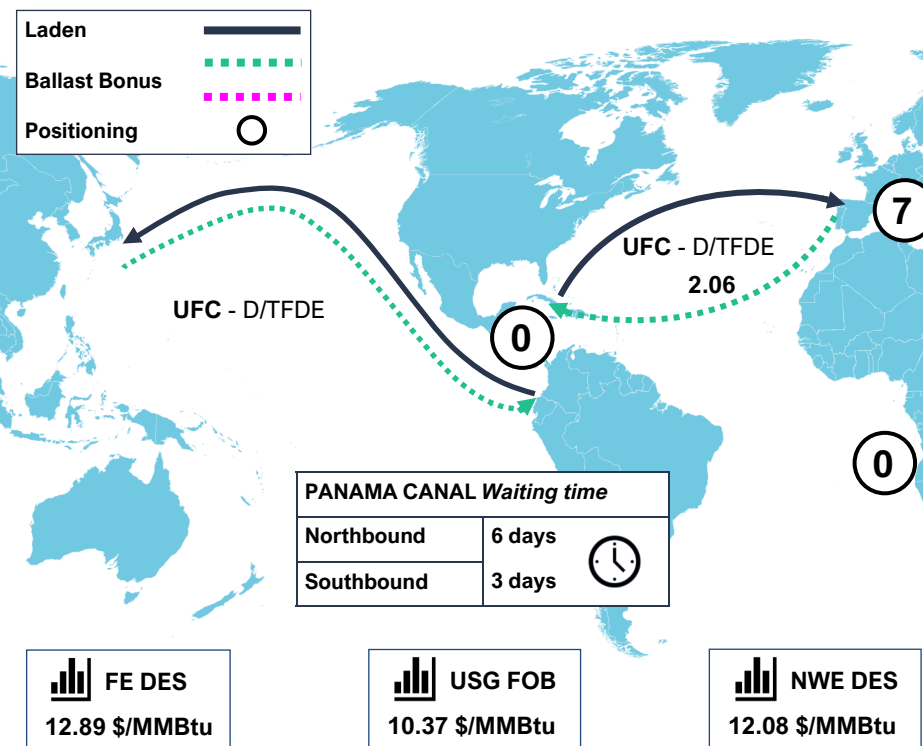 Laden
Ballast Bonus
Positioning
7
UFC - D/TFDE
2.06
UFC - D/TFDE
0
0
PANAMA CANAL Waiting time
Northbound 6 days
Southbound 3 days
FE DES
12.89 $/MMBtu
USG FOB
10.37 $/MMBtu
NWE DES
12.08 $/MMBtu